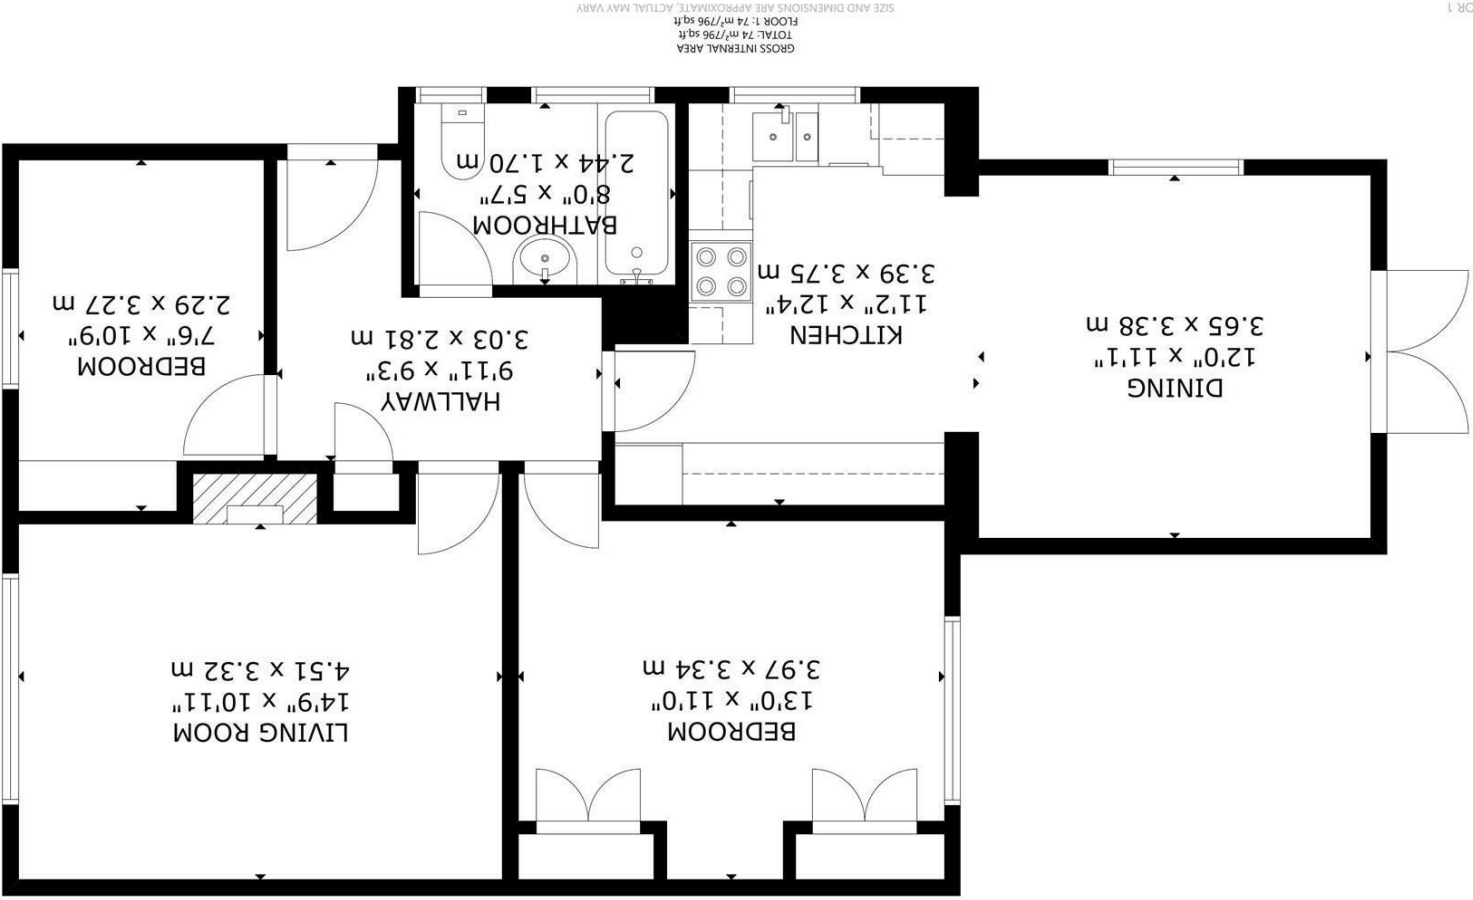 BEDROOM
13'0" x 11'0"
3.97 x 3.34 m
LIVING ROOM
14'9" x 10'11"
4.51 x 3.32 m
DINING
12'0" x 11'1"
3.65 x 3.38 m
KITCHEN
11'2" x 12'4"
3.39 x 3.75 m
HALLWAY
9'11" x 9'3"
3.03 x 2.81 m
BEDROOM
7'6" x 10'9"
2.29 x 3.27 m
BATHROOM
8'0" x 5'7"
2.44 x 1.70 m
GROSS INTERNAL AREA
TOTAL: 74 m²/796 sq.ft
FLOOR 1: 74 m²/796 sq.ft
SIZE AND DIMENSIONS ARE APPROXIMATE, ACTUAL MAY VARY
OR 1